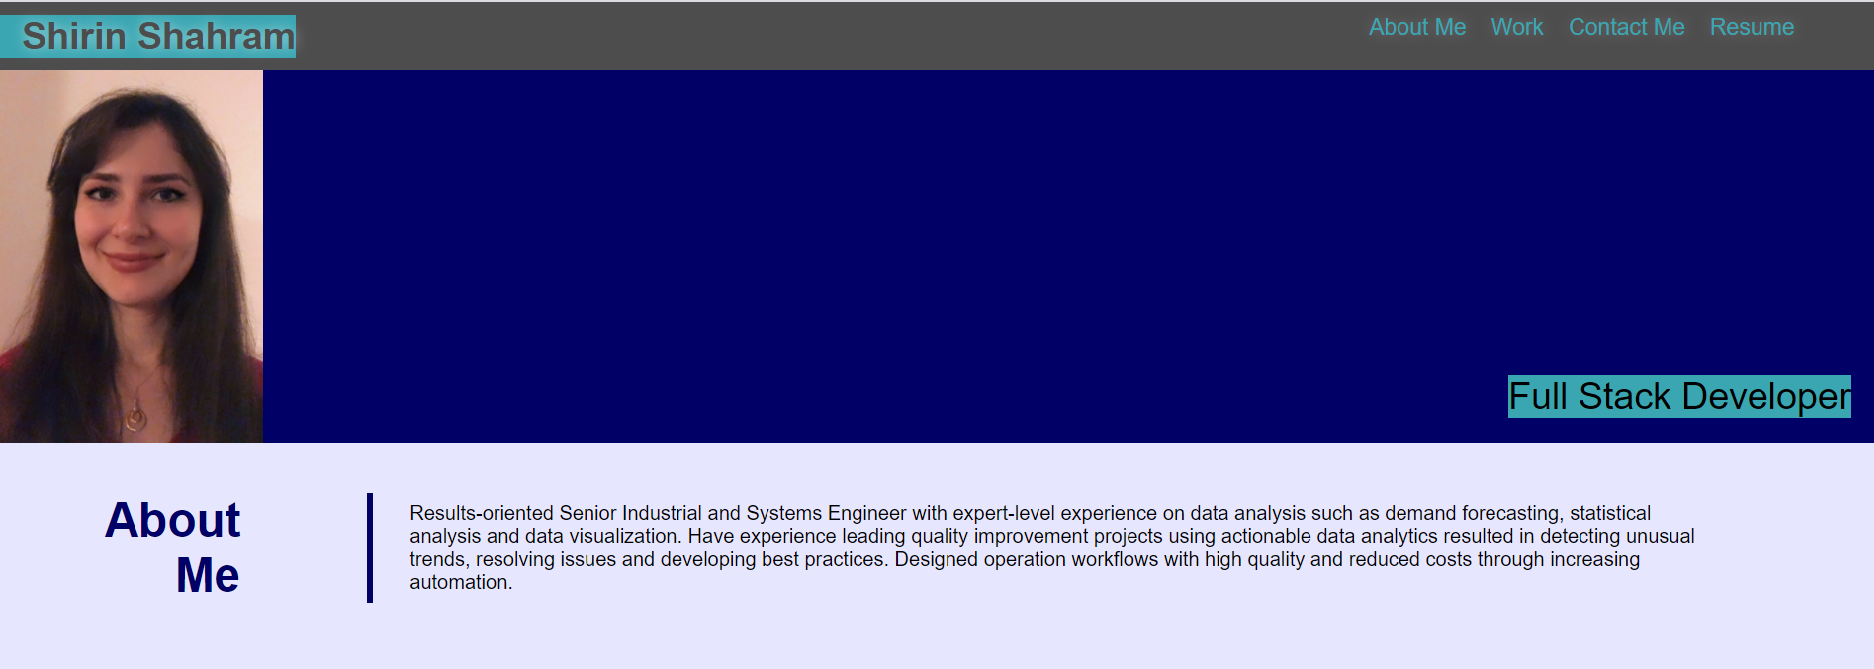 Shirin Shahram
About Me Work Contact Me Resume
Full Stack Developer
About
Me
Results-oriented Senior Industrial and Systems Engineer with expert-level experience on data analysis such as demand forecasting, statistical
analysis and data visualization. Have experience leading quality improvement projects using actionable data analytics resulted in detecting unusual
trends, resolving issues and developing best practices. Designed operation workflows with high quality and reduced costs through increasing
automation.